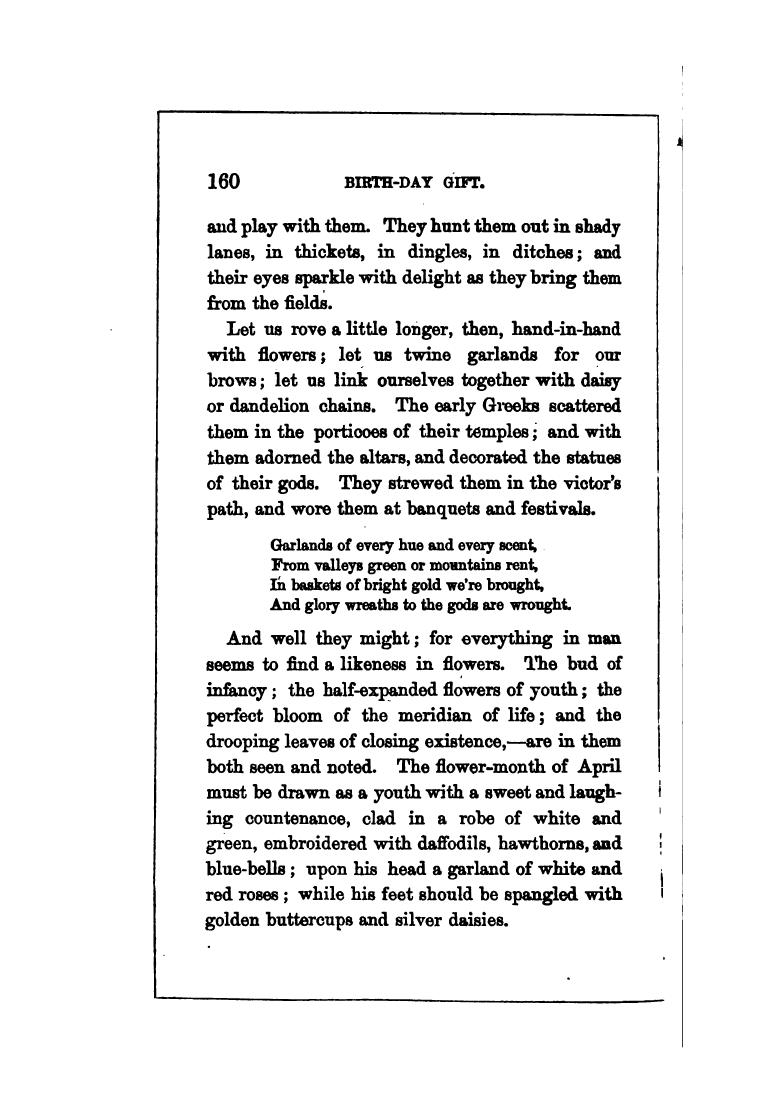 160 BIRTH-DAY GIFT.
and play with them. They hunt them out in shady
lanes, in thickets, in dingles, in ditches; and
their eyes sparkle with delight as they bring them
from the fields.
Let us rove a little longer, then, hand-in-hand
with flowers; let us twine garlands for our
brows; let us link ourselves together with daisy
or dandelion chains. The early Greeks scattered
them in the porticoes of their temples; and with
them adorned the altars, and decorated the statues
of their gods. They strewed them in the victor's
path, and wore them at banquets and festivals.
Garlands of every hue and every scent,
From valleys green or mountains rent,
In baskets of bright gold we're brought,
And glory wreaths to the gods are wrought.
And well they might; for everything in man
seems to find a likeness in flowers. The bud of
infancy; the half-expanded flowers of youth; the
perfect bloom of the meridian of life; and the
drooping leaves of closing existence,—are in them
both seen and noted. The flower-month of April
must be drawn as a youth with a sweet and laugh-
ing countenance, clad in a robe of white and
green, embroidered with daffodils, hawthorns, and
blue-bells; upon his head a garland of white and
red roses; while his feet should be spangled with
golden buttercups and silver daisies.